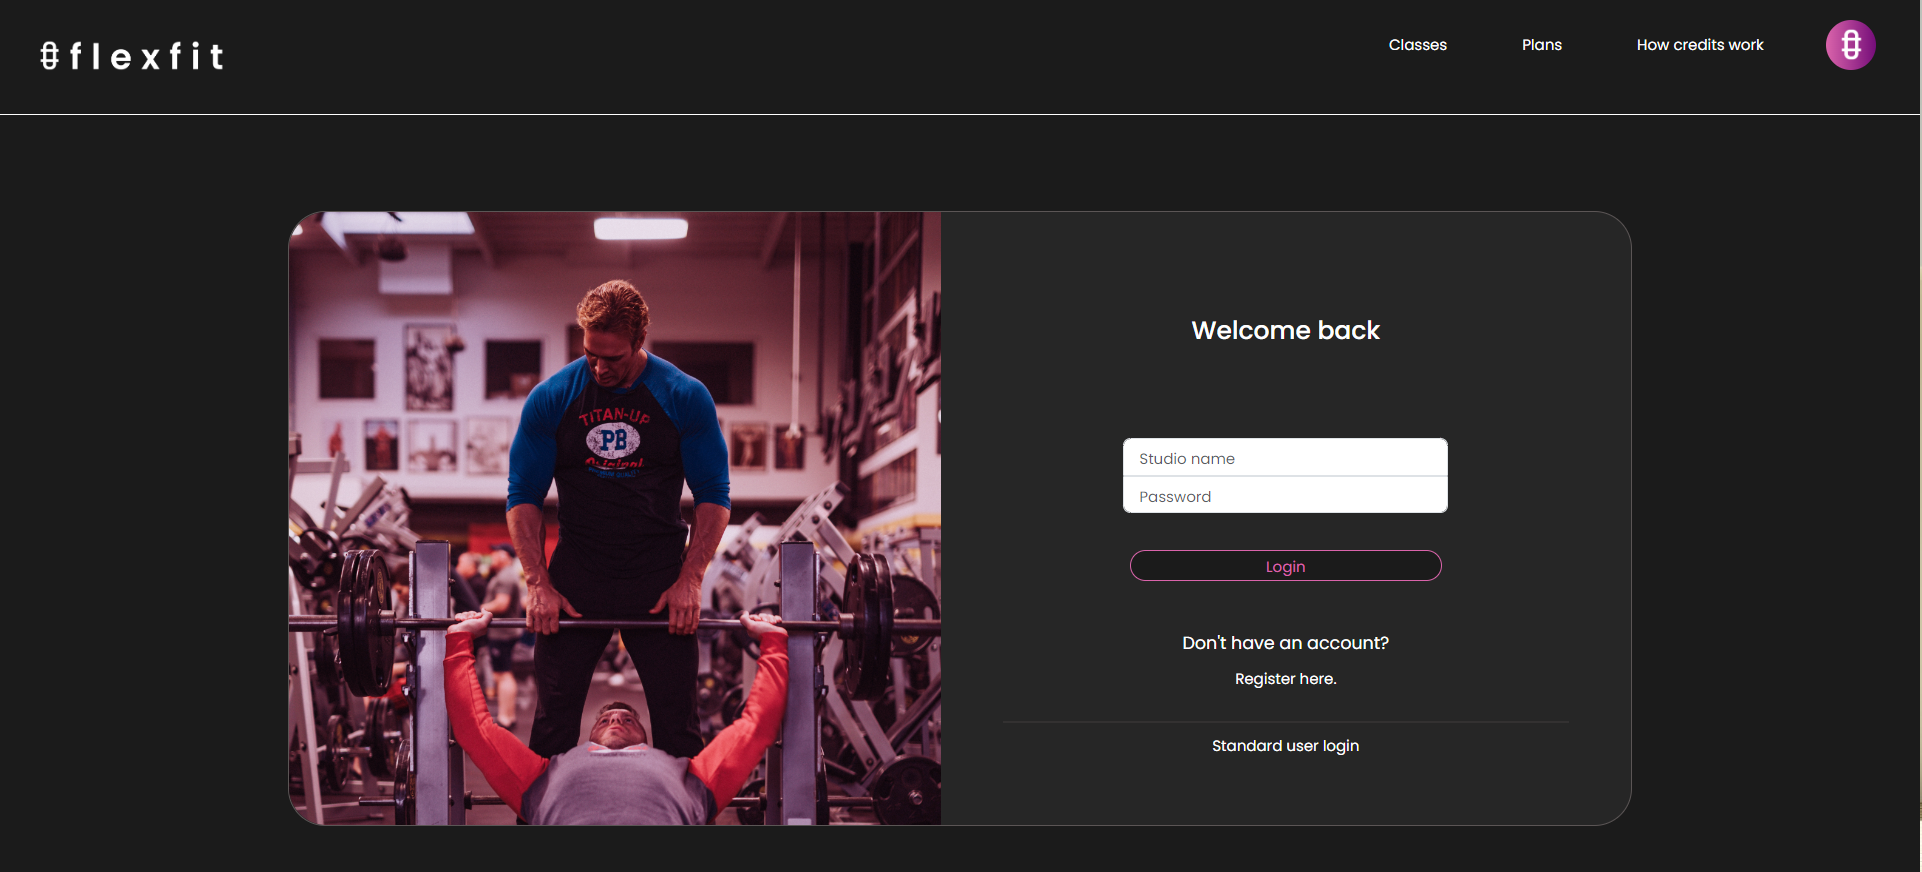 flexfit
Classes
Plans
How credits work
TITAN-UP
PB
Original
Welcome back
Studio name
Password
Login
Don't have an account?
Register here.
Standard user login